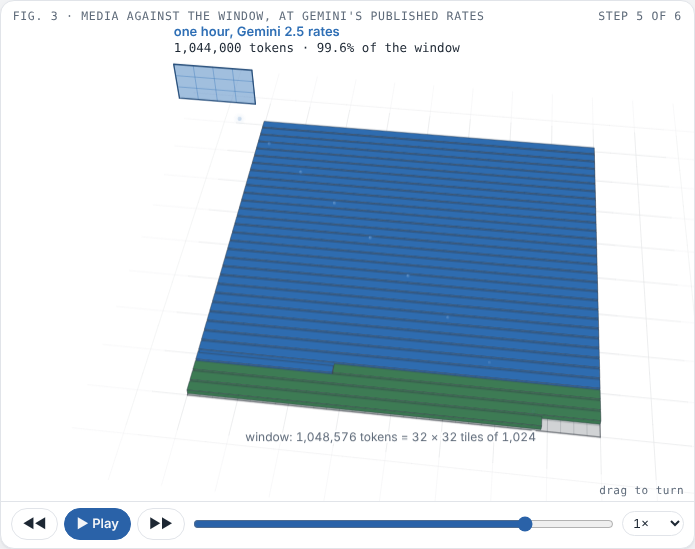 FIG. 3 · MEDIA AGAINST THE WINDOW, AT GEMINI'S PUBLISHED RATES
STEP 5 OF 6
one hour, Gemini 2.5 rates
1,044,000 tokens · 99.6% of the window
window: 1,048,576 tokens = 32 × 32 tiles of 1,024
drag to turn
Play
1×